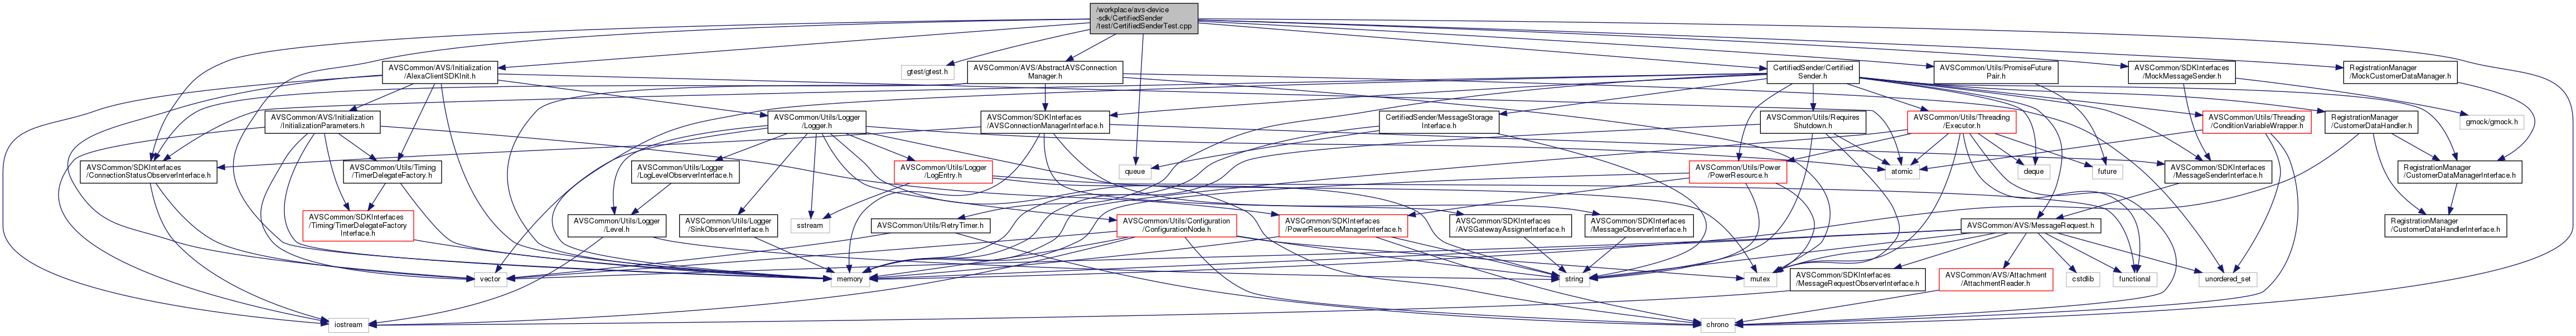 /workplace/avs-device
-sdk/CertifiedSender
/test/CertifiedSenderTest.cpp
AVSCommon/AVS/Initialization
/AlexaClientSDKInit.h
gtest/gtest.h
AVSCommon/AVS/AbstractAVSConnection
Manager.h
CertifiedSender/Certified
Sender.h
AVSCommon/Utils/PromiseFuture
Pair.h
AVSCommon/SDKInterfaces
/MockMessageSender.h
RegistrationManager
/MockCustomerDataManager.h
AVSCommon/AVS/Initialization
/InitializationParameters.h
AVSCommon/Utils/Logger
/Logger.h
AVSCommon/SDKInterfaces
/AVSConnectionManagerInterface.h
CertifiedSender/MessageStorage
Interface.h
AVSCommon/Utils/Requires
Shutdown.h
AVSCommon/Utils/Threading
/Executor.h
AVSCommon/Utils/Threading
/ConditionVariableWrapper.h
RegistrationManager
/CustomerDataHandler.h
gmock/gmock.h
AVSCommon/SDKInterfaces
/ConnectionStatusObserverInterface.h
AVSCommon/Utils/Timing
/TimerDelegateFactory.h
AVSCommon/Utils/Logger
/LogLevelObserverInterface.h
AVSCommon/Utils/Logger
/LogEntry.h
queue
AVSCommon/Utils/Power
/PowerResource.h
atomic
deque
future
AVSCommon/SDKInterfaces
/MessageSenderInterface.h
RegistrationManager
/CustomerDataManagerInterface.h
AVSCommon/SDKInterfaces
/Timing/TimerDelegateFactory
Interface.h
AVSCommon/Utils/Logger
/Level.h
AVSCommon/Utils/Logger
/SinkObserverInterface.h
sstream
AVSCommon/Utils/RetryTimer.h
AVSCommon/Utils/Configuration
/ConfigurationNode.h
AVSCommon/SDKInterfaces
/PowerResourceManagerInterface.h
AVSCommon/SDKInterfaces
/AVSGatewayAssignerInterface.h
AVSCommon/SDKInterfaces
/MessageObserverInterface.h
AVSCommon/AVS/MessageRequest.h
RegistrationManager
/CustomerDataHandlerInterface.h
vector
memory
string
mutex
AVSCommon/SDKInterfaces
/MessageRequestObserverInterface.h
AVSCommon/AVS/Attachment
/AttachmentReader.h
cstdlib
functional
unordered_set
iostream
chrono